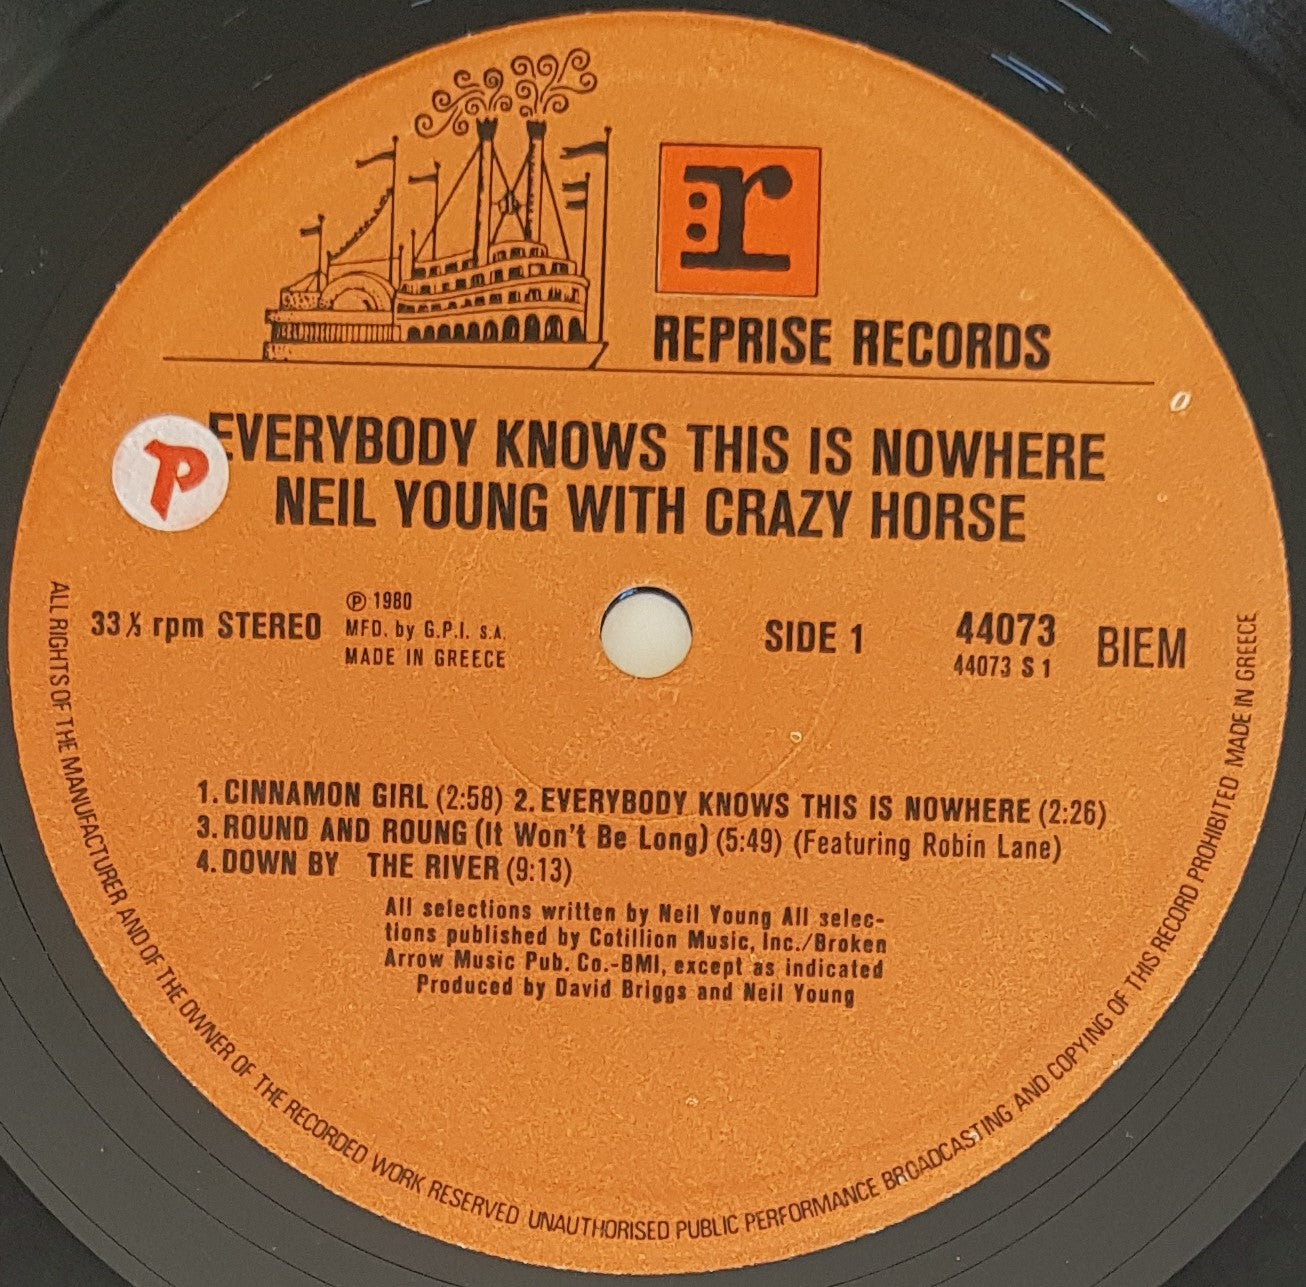 r
REPRISE RECORDS
P
EVERYBODY KNOWS THIS IS NOWHERE
NEIL YOUNG WITH CRAZY HORSE
33⅓ rpm STEREO
℗ 1980
MFD. by G.P.I. S.A.
MADE IN GREECE
SIDE 1
44073
44073 S 1
BIEM
1. CINNAMON GIRL (2:58) 2. EVERYBODY KNOWS THIS IS NOWHERE (2:26)
3. ROUND AND ROUNG (It Won't Be Long) (5:49) (Featuring Robin Lane)
4. DOWN BY THE RIVER (9:13)
All selections written by Neil Young All selec-
tions published by Cotillion Music, Inc./Broken
Arrow Music Pub. Co.-BMI, except as indicated
Produced by David Briggs and Neil Young
ALL RIGHTS OF THE MANUFACTURER AND OF THE OWNER OF THE RECORDED WORK RESERVED UNAUTHORISED PUBLIC PERFORMANCE BROADCASTING AND COPYING OF THIS RECORD PROHIBITED MADE IN GREECE